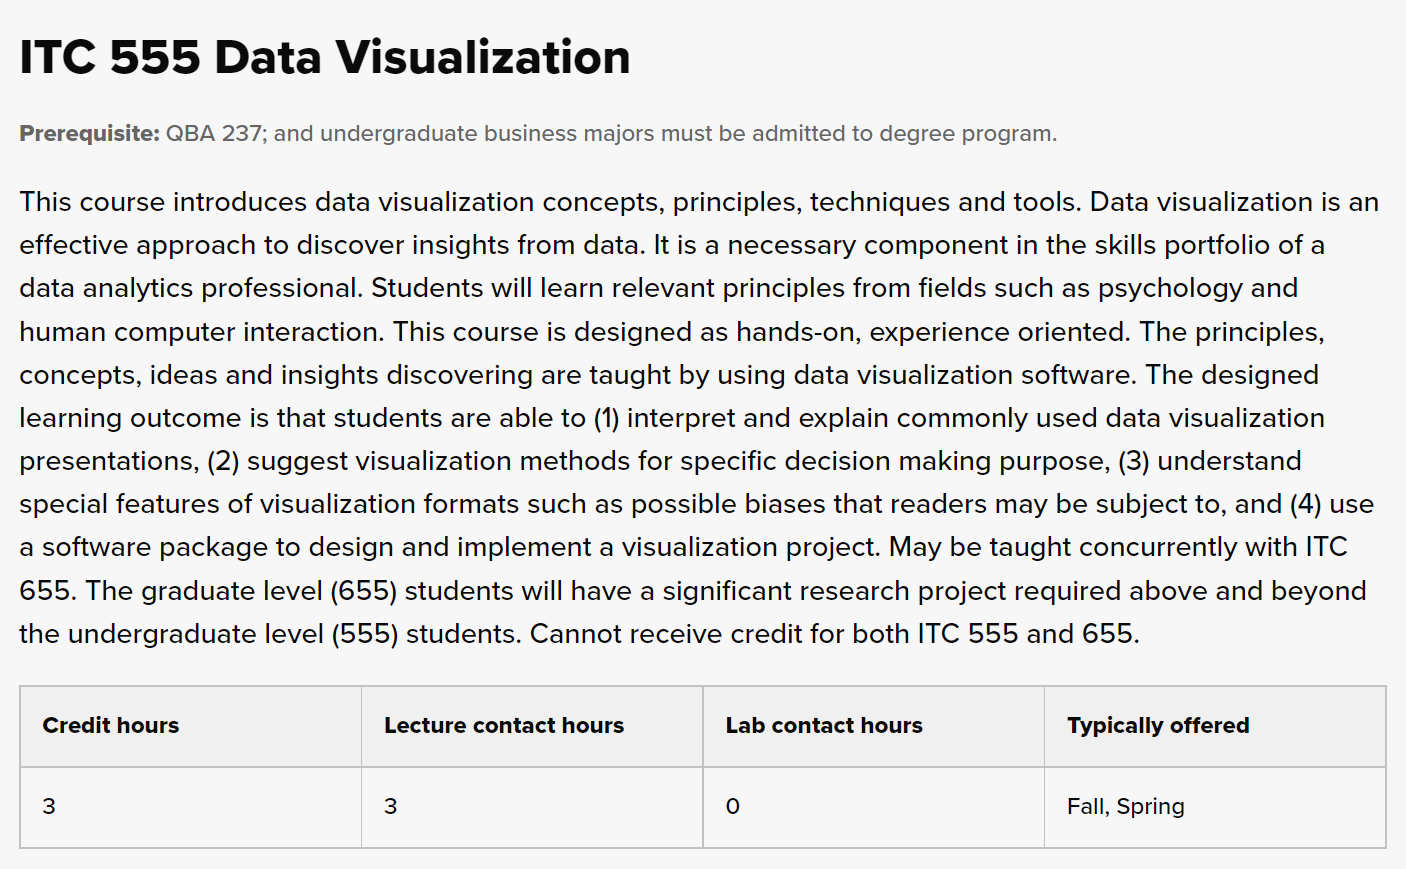 ITC 555 Data Visualization
Prerequisite: QBA 237; and undergraduate business majors must be admitted to degree program.
This course introduces data visualization concepts, principles, techniques and tools. Data visualization is an
effective approach to discover insights from data. It is a necessary component in the skills portfolio of a
data analytics professional. Students will learn relevant principles from fields such as psychology and
human computer interaction. This course is designed as hands-on, experience oriented. The principles,
concepts, ideas and insights discovering are taught by using data visualization software. The designed
learning outcome is that students are able to (1) interpret and explain commonly used data visualization
presentations, (2) suggest visualization methods for specific decision making purpose, (3) understand
special features of visualization formats such as possible biases that readers may be subject to, and (4) use
a software package to design and implement a visualization project. May be taught concurrently with ITC
655. The graduate level (655) students will have a significant research project required above and beyond
the undergraduate level (555) students. Cannot receive credit for both ITC 555 and 655.
Credit hours Lecture contact hours Lab contact hours Typically offered
3 3 0 Fall, Spring